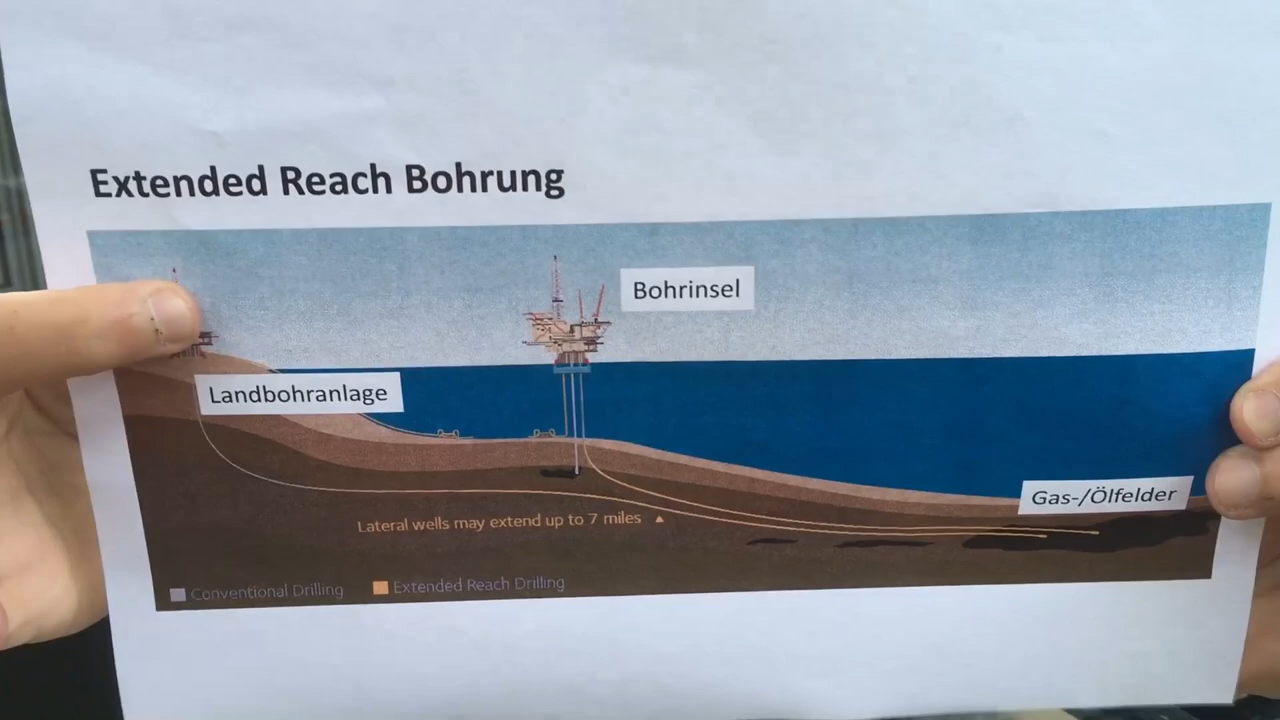 Extended Reach Bohrung
Bohrinsel
Landbohranlage
Gas-/Ölfelder
Lateral wells may extend up to 7 miles
Conventional Drilling
Extended Reach Drilling